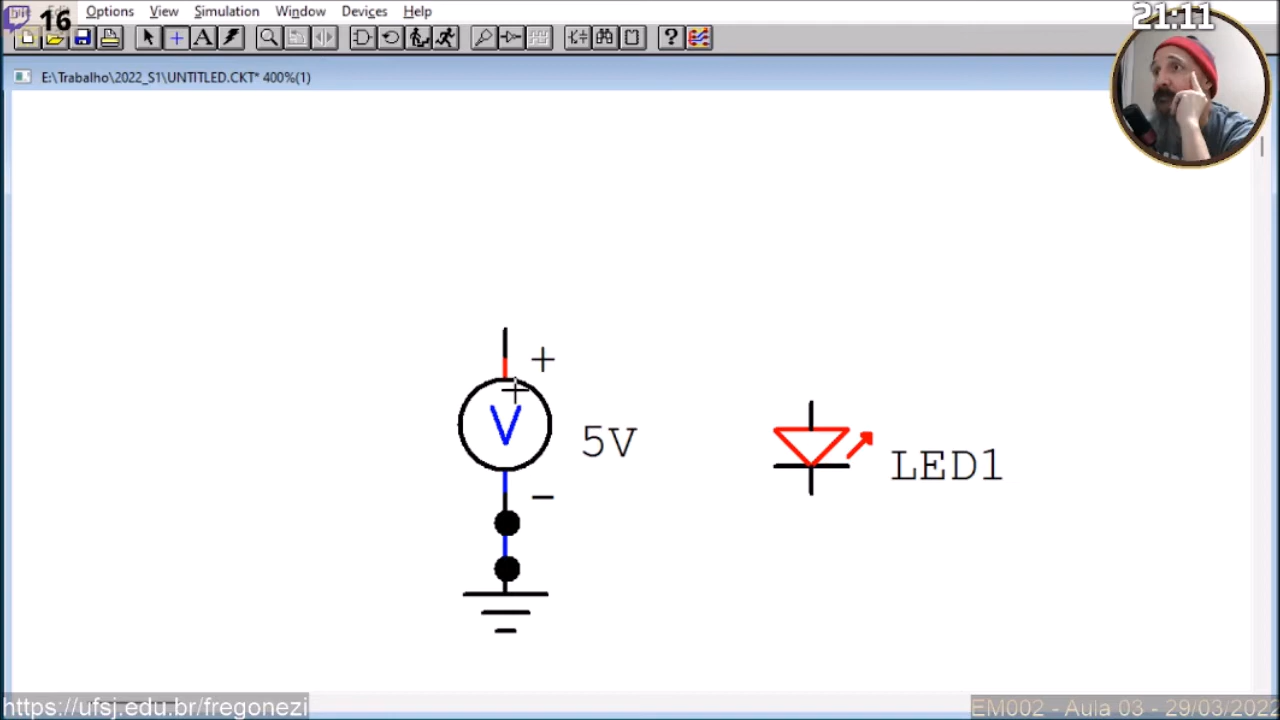 16
Options View Simulation Window Devices Help
21:11
A
?
E:\Trabalho\2022_S1\UNTITLED.CKT* 400%(1)
+
V
5V
−
LED1
https://ufsj.edu.br/fregonezi
EM002 - Aula 03 - 29/03/2022